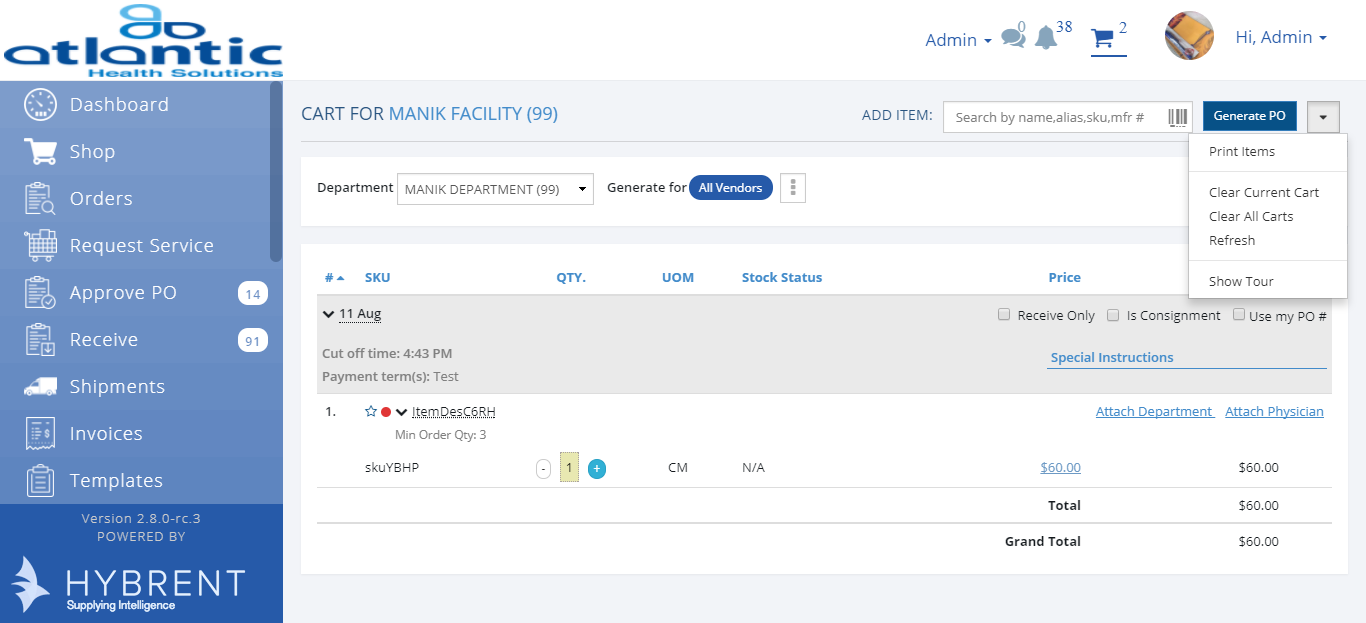 atlantic
Health Solutions
Admin
0
38
2
Hi, Admin
Dashboard
Shop
Orders
Request Service
Approve PO 14
Receive 91
Shipments
Invoices
Templates
Version 2.8.0-rc.3
POWERED BY
HYBRENT
Supplying Intelligence
CART FOR MANIK FACILITY (99)
ADD ITEM: Search by name,alias,sku,mfr # Generate PO
Print Items
Clear Current Cart
Clear All Carts
Refresh
Show Tour
Department MANIK DEPARTMENT (99) Generate for All Vendors
# SKU QTY. UOM Stock Status Price
11 Aug Receive Only Is Consignment Use my PO #
Cut off time: 4:43 PM
Special Instructions
Payment term(s): Test
1. ItemDesC6RH Attach Department Attach Physician
Min Order Qty: 3
skuYBHP - 1 + CM N/A $60.00 $60.00
Total $60.00
Grand Total $60.00